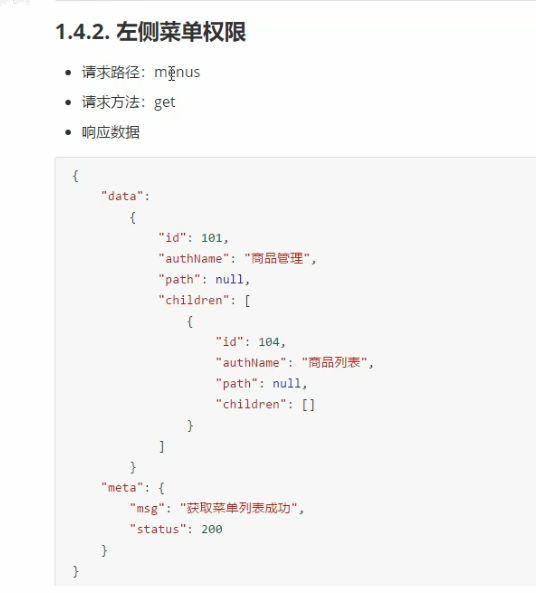 1.4.2. 左侧菜单权限
• 请求路径：menus
• 请求方法：get
• 响应数据
{
    "data":
        {
            "id": 101,
            "authName": "商品管理",
            "path": null,
            "children": [
                {
                    "id": 104,
                    "authName": "商品列表",
                    "path": null,
                    "children": []
                }
            ]
        }
    "meta": {
        "msg": "获取菜单列表成功",
        "status": 200
    }
}